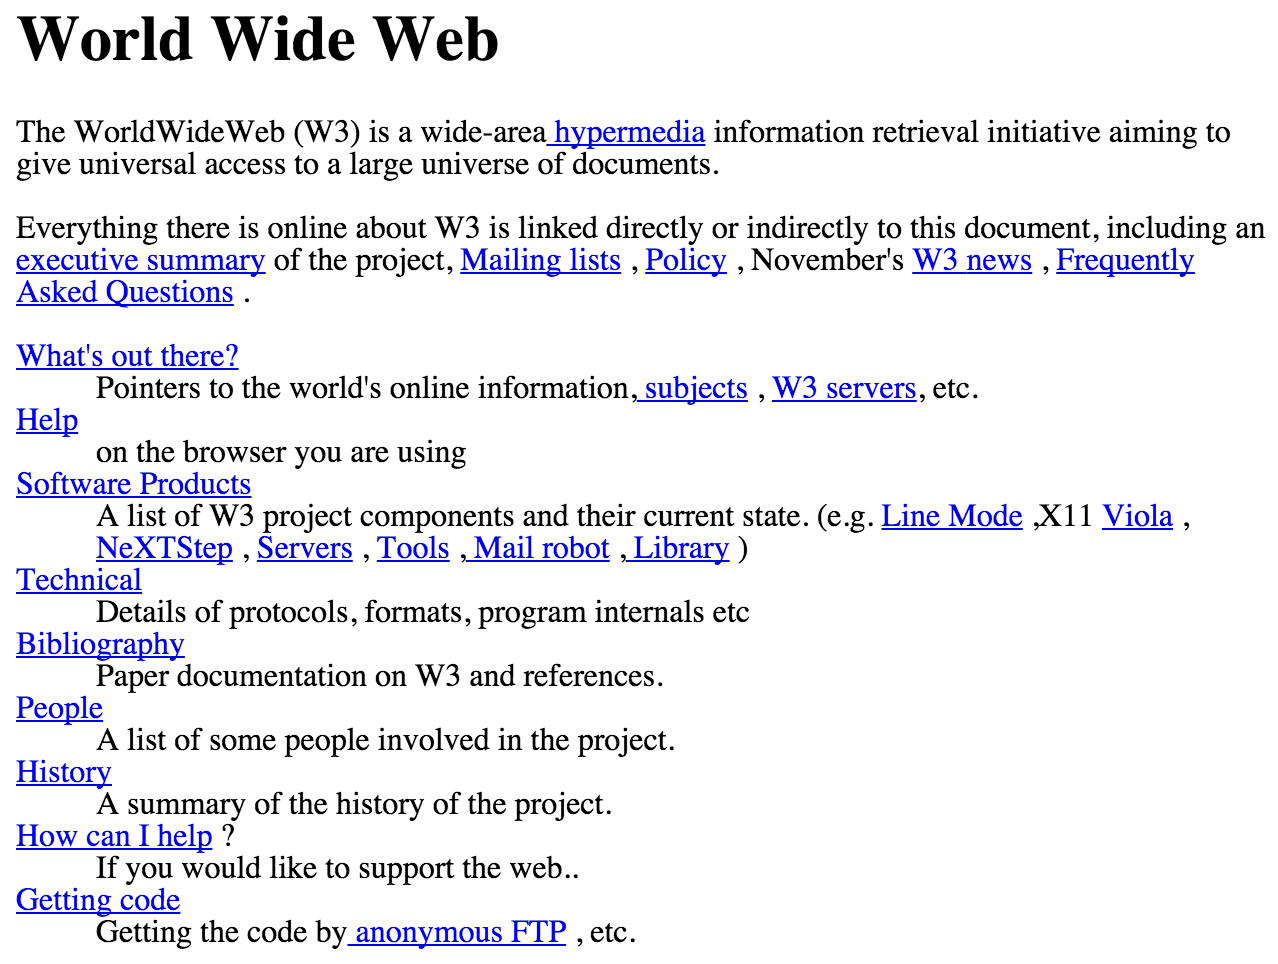 World Wide Web
The WorldWideWeb (W3) is a wide-area hypermedia information retrieval initiative aiming to
give universal access to a large universe of documents.
Everything there is online about W3 is linked directly or indirectly to this document, including an
executive summary of the project, Mailing lists , Policy , November's W3 news , Frequently
Asked Questions .
What's out there?
Pointers to the world's online information, subjects , W3 servers, etc.
Help
on the browser you are using
Software Products
A list of W3 project components and their current state. (e.g. Line Mode ,X11 Viola ,
NeXTStep , Servers , Tools , Mail robot , Library )
Technical
Details of protocols, formats, program internals etc
Bibliography
Paper documentation on W3 and references.
People
A list of some people involved in the project.
History
A summary of the history of the project.
How can I help ?
If you would like to support the web..
Getting code
Getting the code by anonymous FTP , etc.